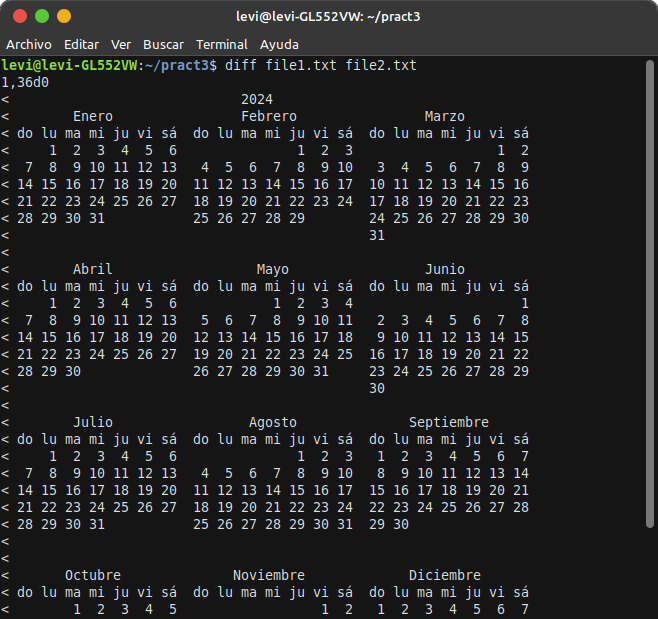 levi@levi-GL552VW: ~/pract3
Archivo Editar Ver Buscar Terminal Ayuda
levi@levi-GL552VW:~/pract3$ diff file1.txt file2.txt
1,36d0
<                             2024
<        Enero                Febrero                Marzo
< do lu ma mi ju vi sá  do lu ma mi ju vi sá  do lu ma mi ju vi sá
<     1  2  3  4  5  6               1  2  3                  1  2
<  7  8  9 10 11 12 13   4  5  6  7  8  9 10   3  4  5  6  7  8  9
< 14 15 16 17 18 19 20  11 12 13 14 15 16 17  10 11 12 13 14 15 16
< 21 22 23 24 25 26 27  18 19 20 21 22 23 24  17 18 19 20 21 22 23
< 28 29 30 31           25 26 27 28 29        24 25 26 27 28 29 30
<                                             31
<
<        Abril                  Mayo                 Junio
< do lu ma mi ju vi sá  do lu ma mi ju vi sá  do lu ma mi ju vi sá
<     1  2  3  4  5  6            1  2  3  4                     1
<  7  8  9 10 11 12 13   5  6  7  8  9 10 11   2  3  4  5  6  7  8
< 14 15 16 17 18 19 20  12 13 14 15 16 17 18   9 10 11 12 13 14 15
< 21 22 23 24 25 26 27  19 20 21 22 23 24 25  16 17 18 19 20 21 22
< 28 29 30              26 27 28 29 30 31     23 24 25 26 27 28 29
<                                             30
<
<        Julio                 Agosto              Septiembre
< do lu ma mi ju vi sá  do lu ma mi ju vi sá  do lu ma mi ju vi sá
<     1  2  3  4  5  6               1  2  3   1  2  3  4  5  6  7
<  7  8  9 10 11 12 13   4  5  6  7  8  9 10   8  9 10 11 12 13 14
< 14 15 16 17 18 19 20  11 12 13 14 15 16 17  15 16 17 18 19 20 21
< 21 22 23 24 25 26 27  18 19 20 21 22 23 24  22 23 24 25 26 27 28
< 28 29 30 31           25 26 27 28 29 30 31  29 30
<
<
<       Octubre              Noviembre             Diciembre
< do lu ma mi ju vi sá  do lu ma mi ju vi sá  do lu ma mi ju vi sá
<        1  2  3  4  5                  1  2   1  2  3  4  5  6  7